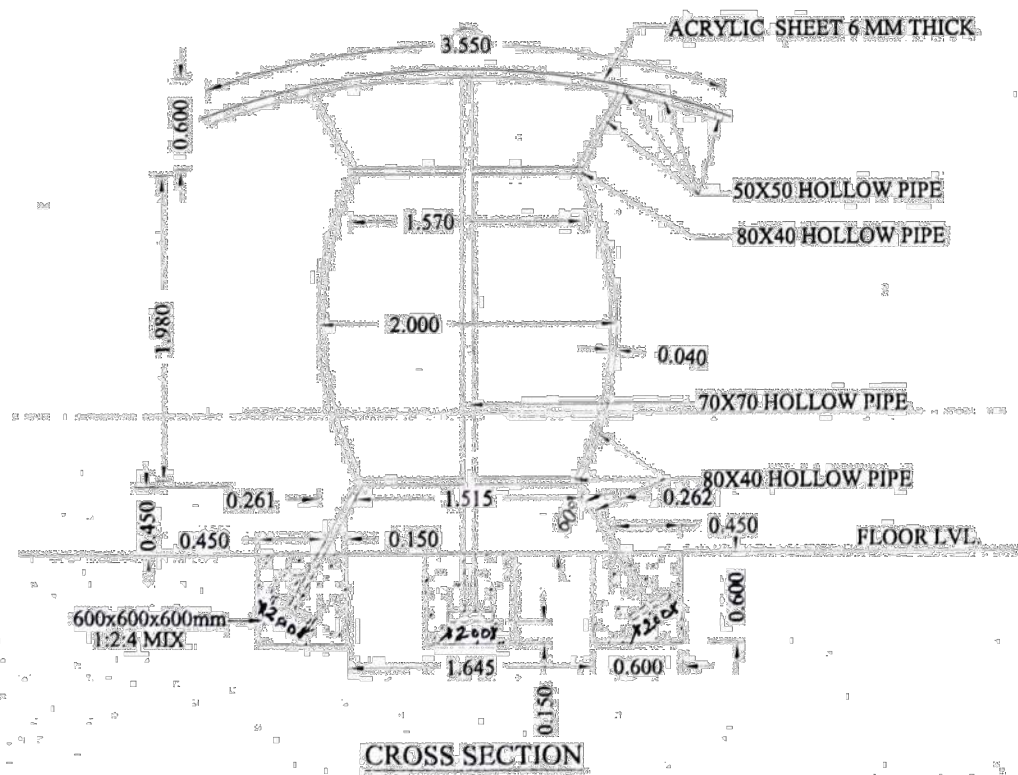 3.550
ACRYLIC SHEET 6 MM THICK
0.600
50X50 HOLLOW PIPE
1.570
80X40 HOLLOW PIPE
1.980
2.000
0.040
70X70 HOLLOW PIPE
80X40 HOLLOW PIPE
0.261
1.515
0.262
0.450
0.450
0.150
0.450
FLOOR LVL.
0.600
600x600x600mm
1:2:4 MIX
1.645
0.600
0.150
CROSS SECTION